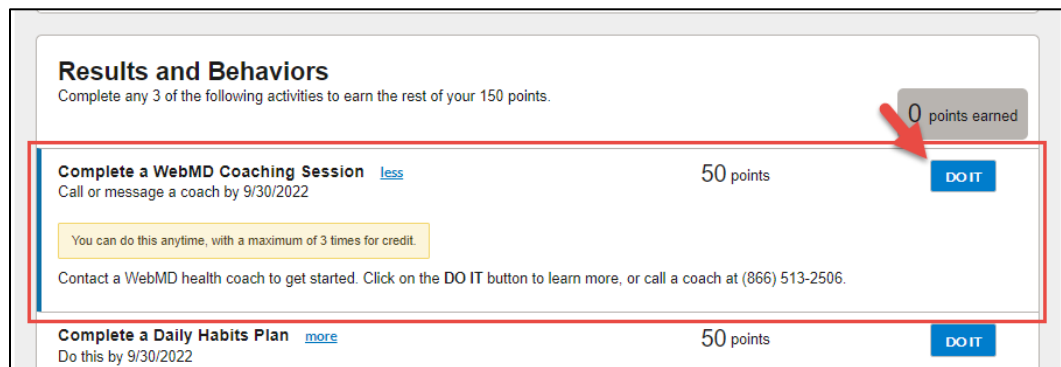 Results and Behaviors
Complete any 3 of the following activities to earn the rest of your 150 points.
0 points earned
Complete a WebMD Coaching Session less
50 points
DO IT
Call or message a coach by 9/30/2022
You can do this anytime, with a maximum of 3 times for credit.
Contact a WebMD health coach to get started. Click on the DO IT button to learn more, or call a coach at (866) 513-2506.
Complete a Daily Habits Plan more
50 points
DO IT
Do this by 9/30/2022